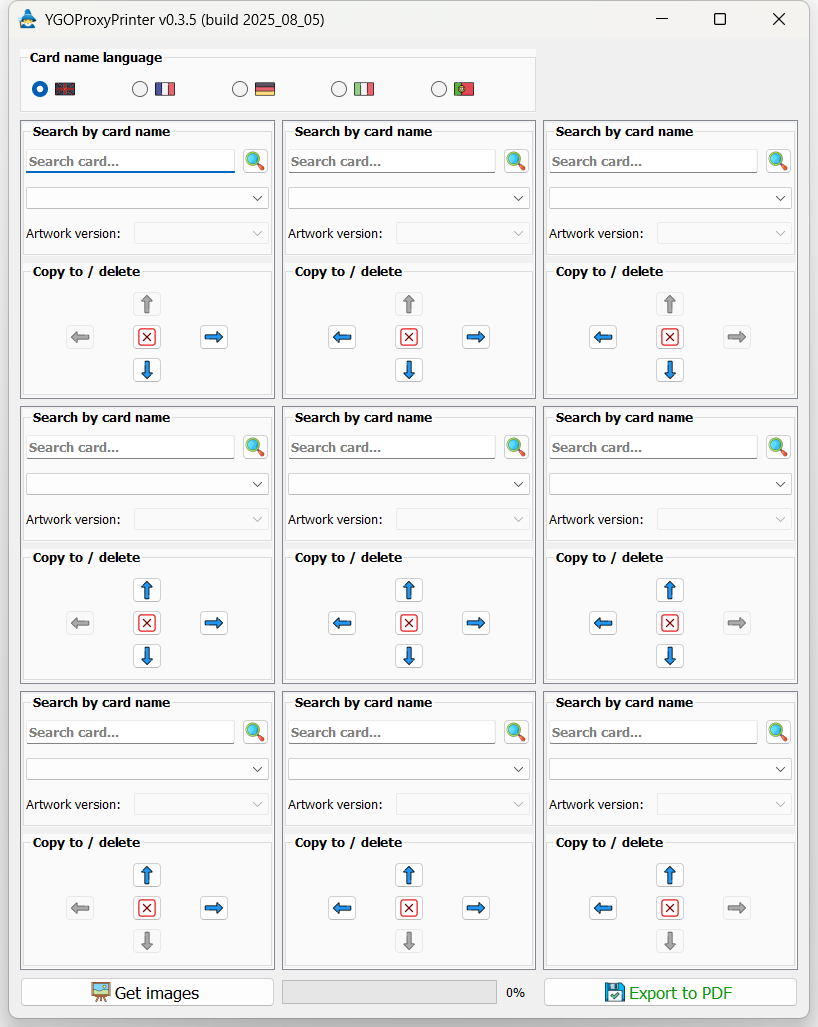 YGOProxyPrinter v0.3.5 (build 2025_08_05)
Card name language
Search by card name Search by card name Search by card name
Search card... Search card... Search card...
Artwork version: Artwork version: Artwork version:
Copy to / delete Copy to / delete Copy to / delete
Search by card name Search by card name Search by card name
Search card... Search card... Search card...
Artwork version: Artwork version: Artwork version:
Copy to / delete Copy to / delete Copy to / delete
Search by card name Search by card name Search by card name
Search card... Search card... Search card...
Artwork version: Artwork version: Artwork version:
Copy to / delete Copy to / delete Copy to / delete
Get images 0% Export to PDF